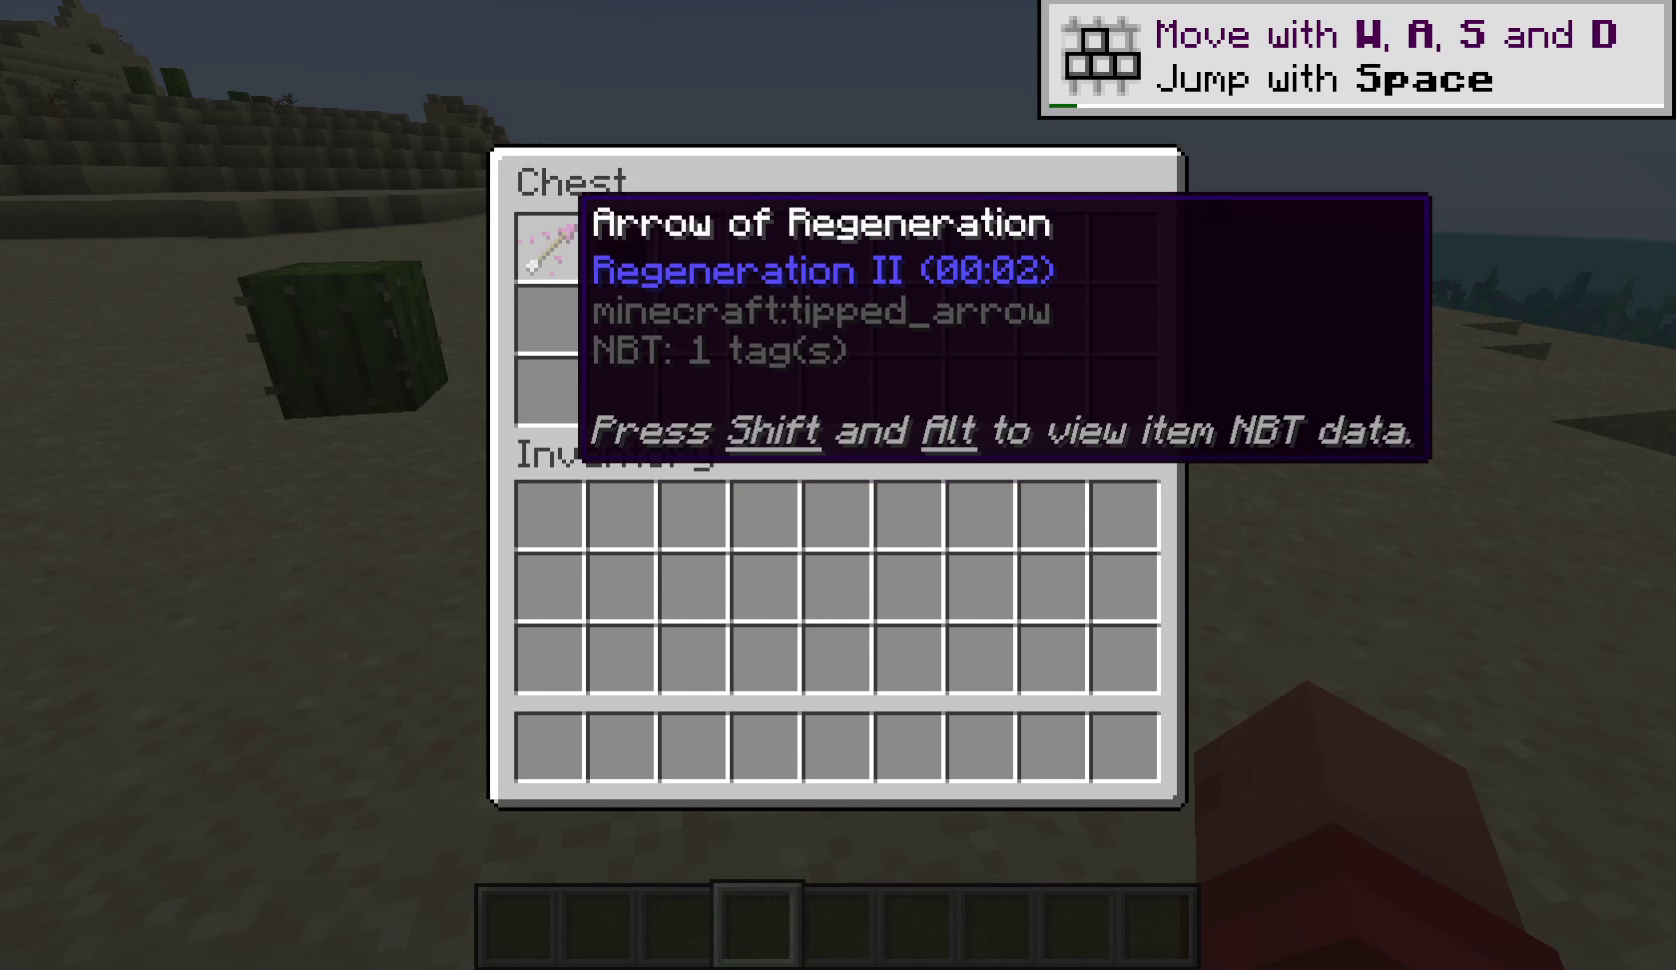 Move with W, A, S and D
Jump with Space
Chest
Arrow of Regeneration
Regeneration II (00:02)
minecraft:tipped_arrow
NBT: 1 tag(s)
Press Shift and Alt to view item NBT data.
Inventory